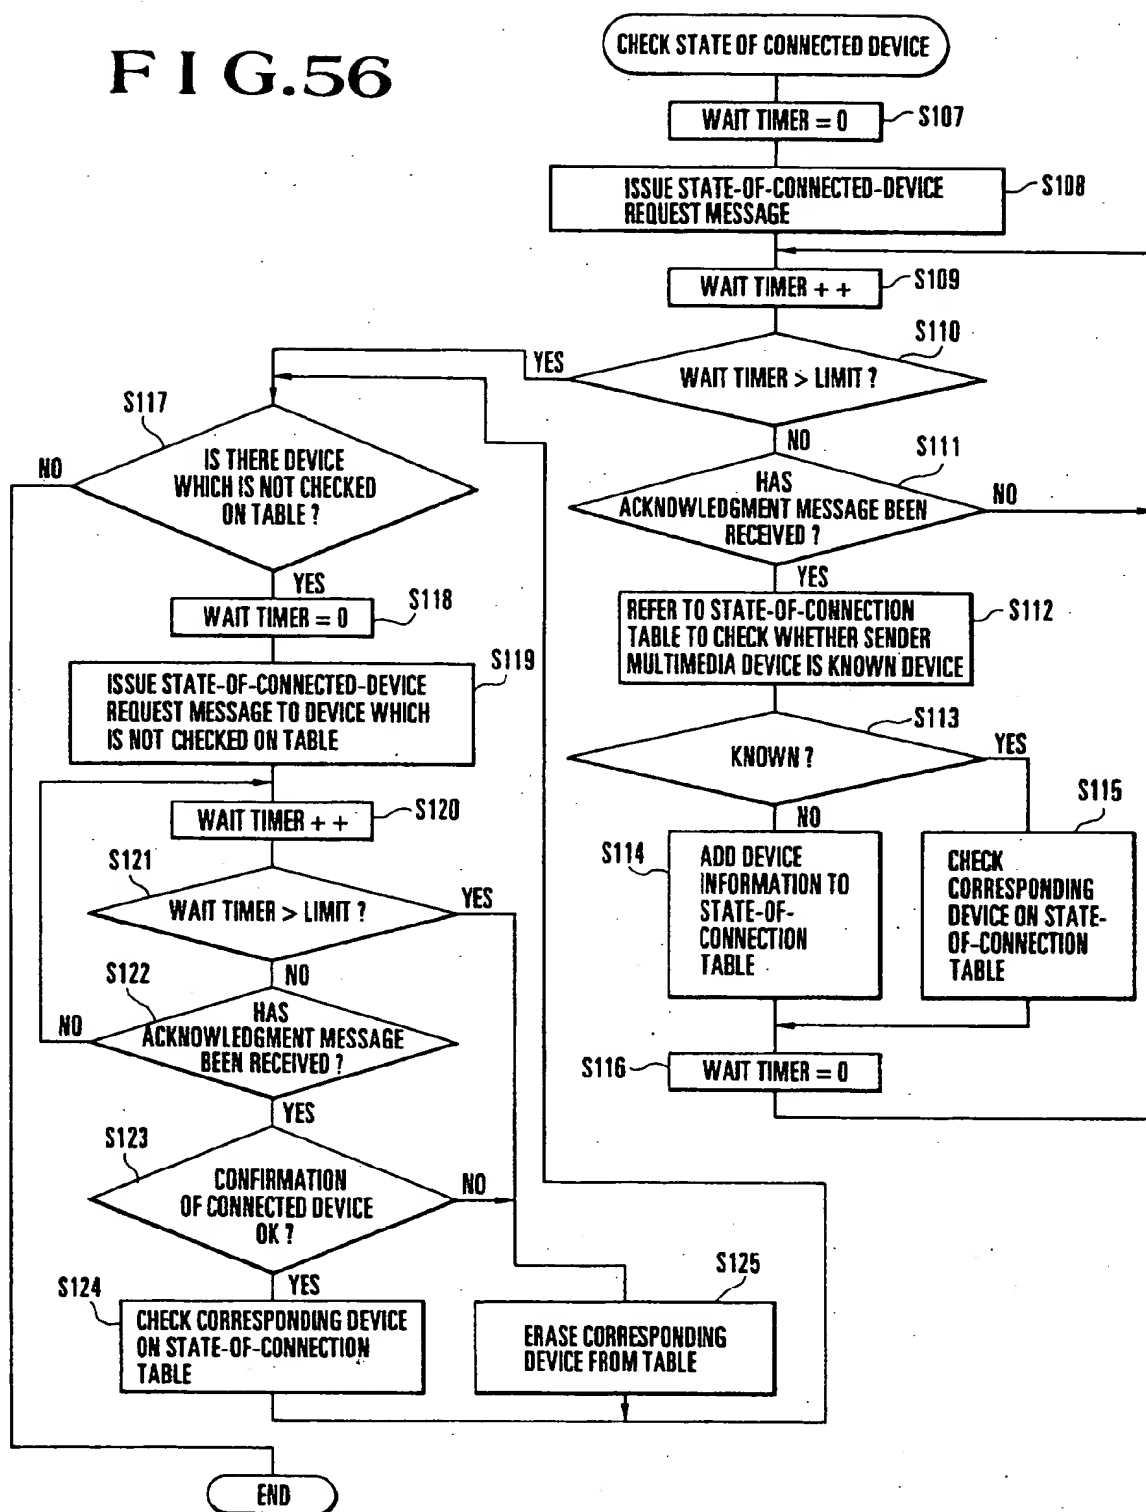 FIG.56
CHECK STATE OF CONNECTED DEVICE
WAIT TIMER = 0
S107
ISSUE STATE-OF-CONNECTED-DEVICE
REQUEST MESSAGE
S108
WAIT TIMER + +
S109
S110
WAIT TIMER > LIMIT ?
YES
NO
S111
HAS
ACKNOWLEDGMENT MESSAGE BEEN
RECEIVED ?
NO
YES
REFER TO STATE-OF-CONNECTION
TABLE TO CHECK WHETHER SENDER
MULTIMEDIA DEVICE IS KNOWN DEVICE
S112
S113
KNOWN ?
YES
NO
S114
ADD DEVICE
INFORMATION TO
STATE-OF-
CONNECTION
TABLE
S115
CHECK
CORRESPONDING
DEVICE ON STATE-
OF-CONNECTION
TABLE
S116
WAIT TIMER = 0
S117
NO
IS THERE DEVICE
WHICH IS NOT CHECKED
ON TABLE ?
YES
S118
WAIT TIMER = 0
S119
ISSUE STATE-OF-CONNECTED-DEVICE
REQUEST MESSAGE TO DEVICE WHICH
IS NOT CHECKED ON TABLE
WAIT TIMER + +
S120
S121
WAIT TIMER > LIMIT ?
YES
NO
S122
HAS
ACKNOWLEDGMENT MESSAGE
BEEN RECEIVED ?
NO
YES
S123
CONFIRMATION
OF CONNECTED DEVICE
OK ?
NO
YES
S124
CHECK CORRESPONDING DEVICE
ON STATE-OF-CONNECTION
TABLE
S125
ERASE CORRESPONDING
DEVICE FROM TABLE
END